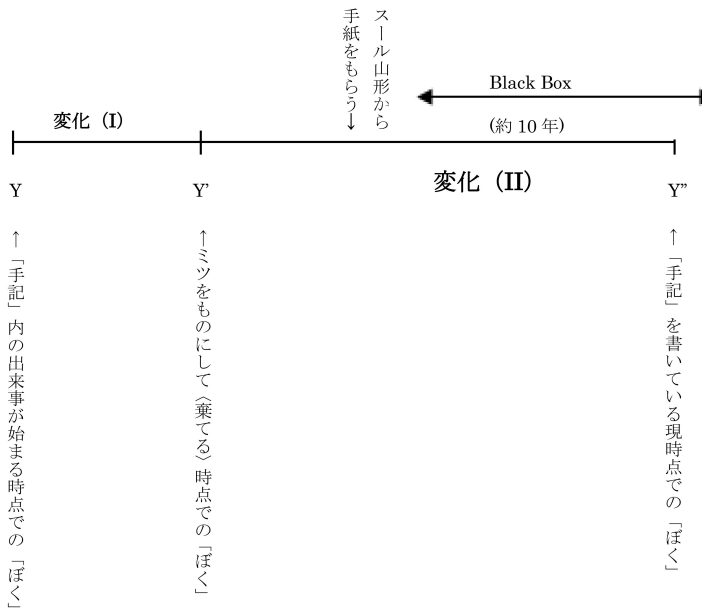 スール山形から
手紙をもらう↓
Black Box
(約 10 年)
変化（I）
変化（II）
Y
Y’
Y”
←「手記」内の出来事が始まる時点での「ぼく」
←ミツをものにして〈棄てる〉時点での「ぼく」
←「手記」を書いている現時点での「ぼく」